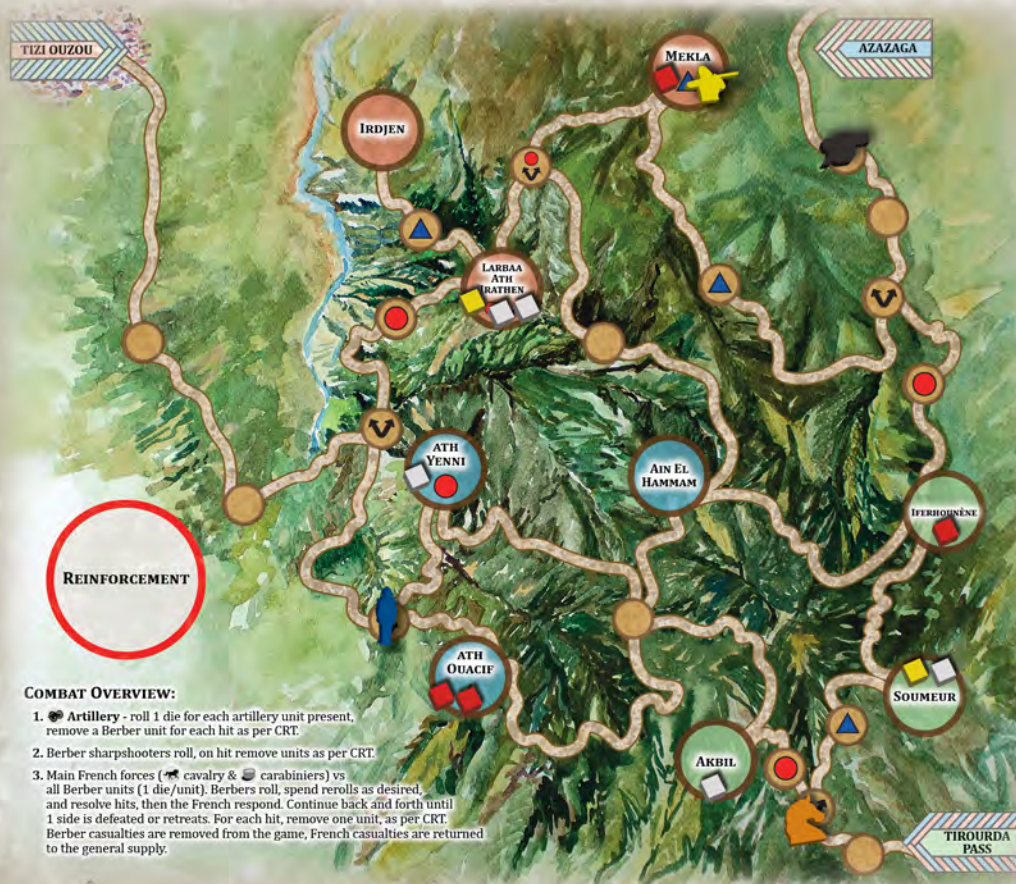 TIZI OUZOU
AZAZAGA
MEKLA
IRDJEN
LARBAA
ATH
IRATHEN
ATH
YENNI
AIN EL
HAMMAM
IFERHOUNÈNE
REINFORCEMENT
ATH
OUACIF
SOUMEUR
AKBIL
TIROURDA
PASS
COMBAT OVERVIEW:
1. Artillery - roll 1 die for each artillery unit present,
remove a Berber unit for each hit as per CRT.
2. Berber sharpshooters roll, on hit remove units as per CRT.
3. Main French forces ( cavalry & carabiniers) vs
all Berber units (1 die/unit). Berbers roll, spend rerolls as desired,
and resolve hits, then the French respond. Continue back and forth until
1 side is defeated or retreats. For each hit, remove one unit, as per CRT.
Berber casualties are removed from the game, French casualties are returned
to the general supply.